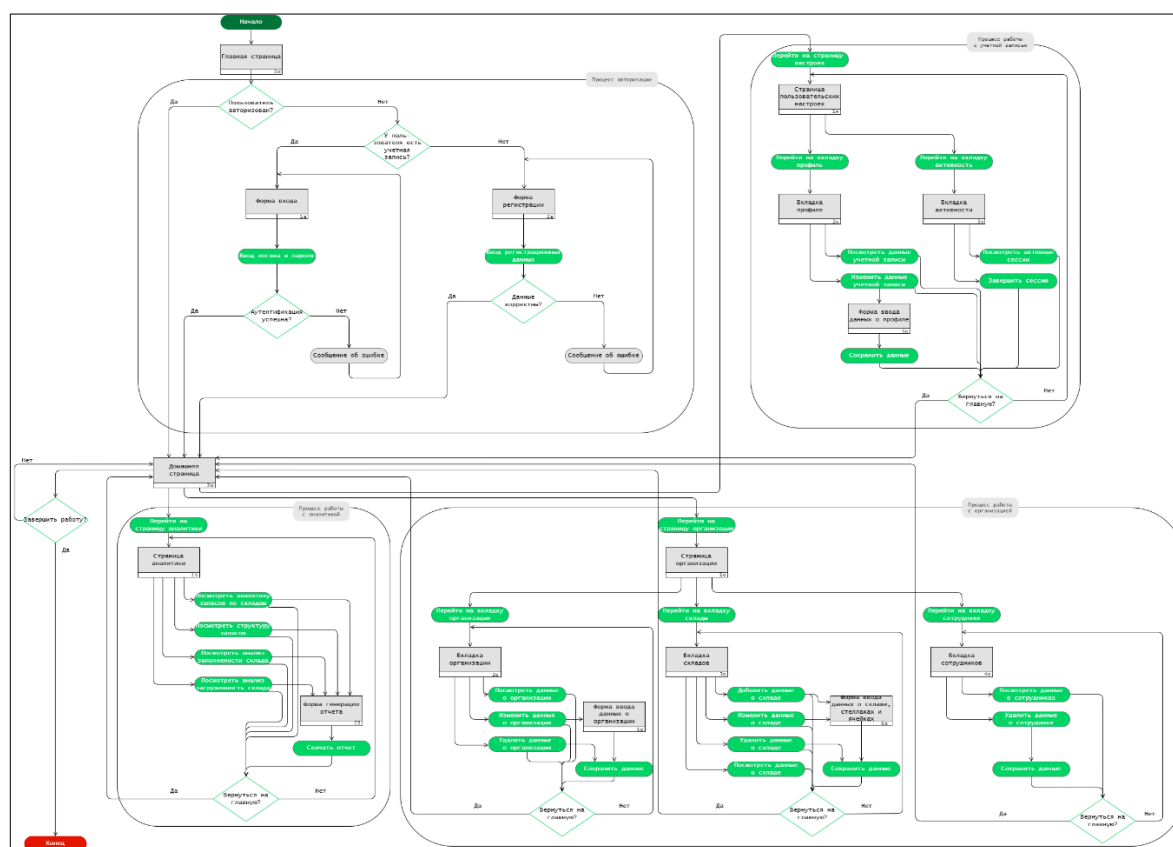 Начало
Главная страница
Процесс авторизации
Пользователь
авторизован?
Да
Нет
У поль-
зователя есть
учетная
запись?
Да
Нет
Форма входа
Форма
регистрации
Ввод логина и пароля
Ввод регистрационных
данных
Аутентификация
успешна?
Да
Нет
Данные
корректны?
Да
Нет
Сообщение об ошибке
Сообщение об ошибке
Процесс работы
с учетной записью
Перейти на страницу
настроек
Страница
пользовательских
настроек
Перейти на вкладку
профиль
Перейти на вкладку
активность
Вкладка
профиля
Вкладка
активности
Посмотреть данные
учетной записи
Посмотреть активные
сессии
Изменить данные
учетной записи
Завершить сессию
Форма ввода
данных о профиле
Сохранить данные
Вернуться на
главную?
Да
Нет
Домашняя
страница
Нет
Завершить работу?
Да
Конец
Процесс работы
с аналитикой
Перейти на
страницу аналитики
Страница
аналитики
Посмотреть аналитику
запасов по складам
Посмотреть структуру
запасов
Посмотреть анализ
заполнености склада
Посмотреть анализ
загруженность склада
Форма генерации
отчета
Скачать отчет
Вернуться на
главную?
Да
Нет
Процесс работы
с организацией
Перейти на
страницу организации
Страница
организации
Перейти на вкладку
организации
Перейти на вкладку
склады
Перейти на вкладку
сотрудники
Вкладка
организации
Вкладка
складов
Вкладка
сотрудников
Посмотреть данные
о организации
Изменить данные
о организации
Удалить данные
о организации
Форма ввода
данных о
организации
Сохранить данные
Вернуться на
главную?
Да
Нет
Добавить данные
о складе
Изменить данные
о складе
Удалить данные
о складе
Посмотреть данные
о складе
Форма ввода
данных о складе,
стеллажах и
ячейках
Сохранить данные
Вернуться на
главную?
Да
Нет
Посмотреть данные
о сотрудниках
Удалить данные
о сотруднике
Сохранить данные
Вернуться на
главную?
Да
Нет